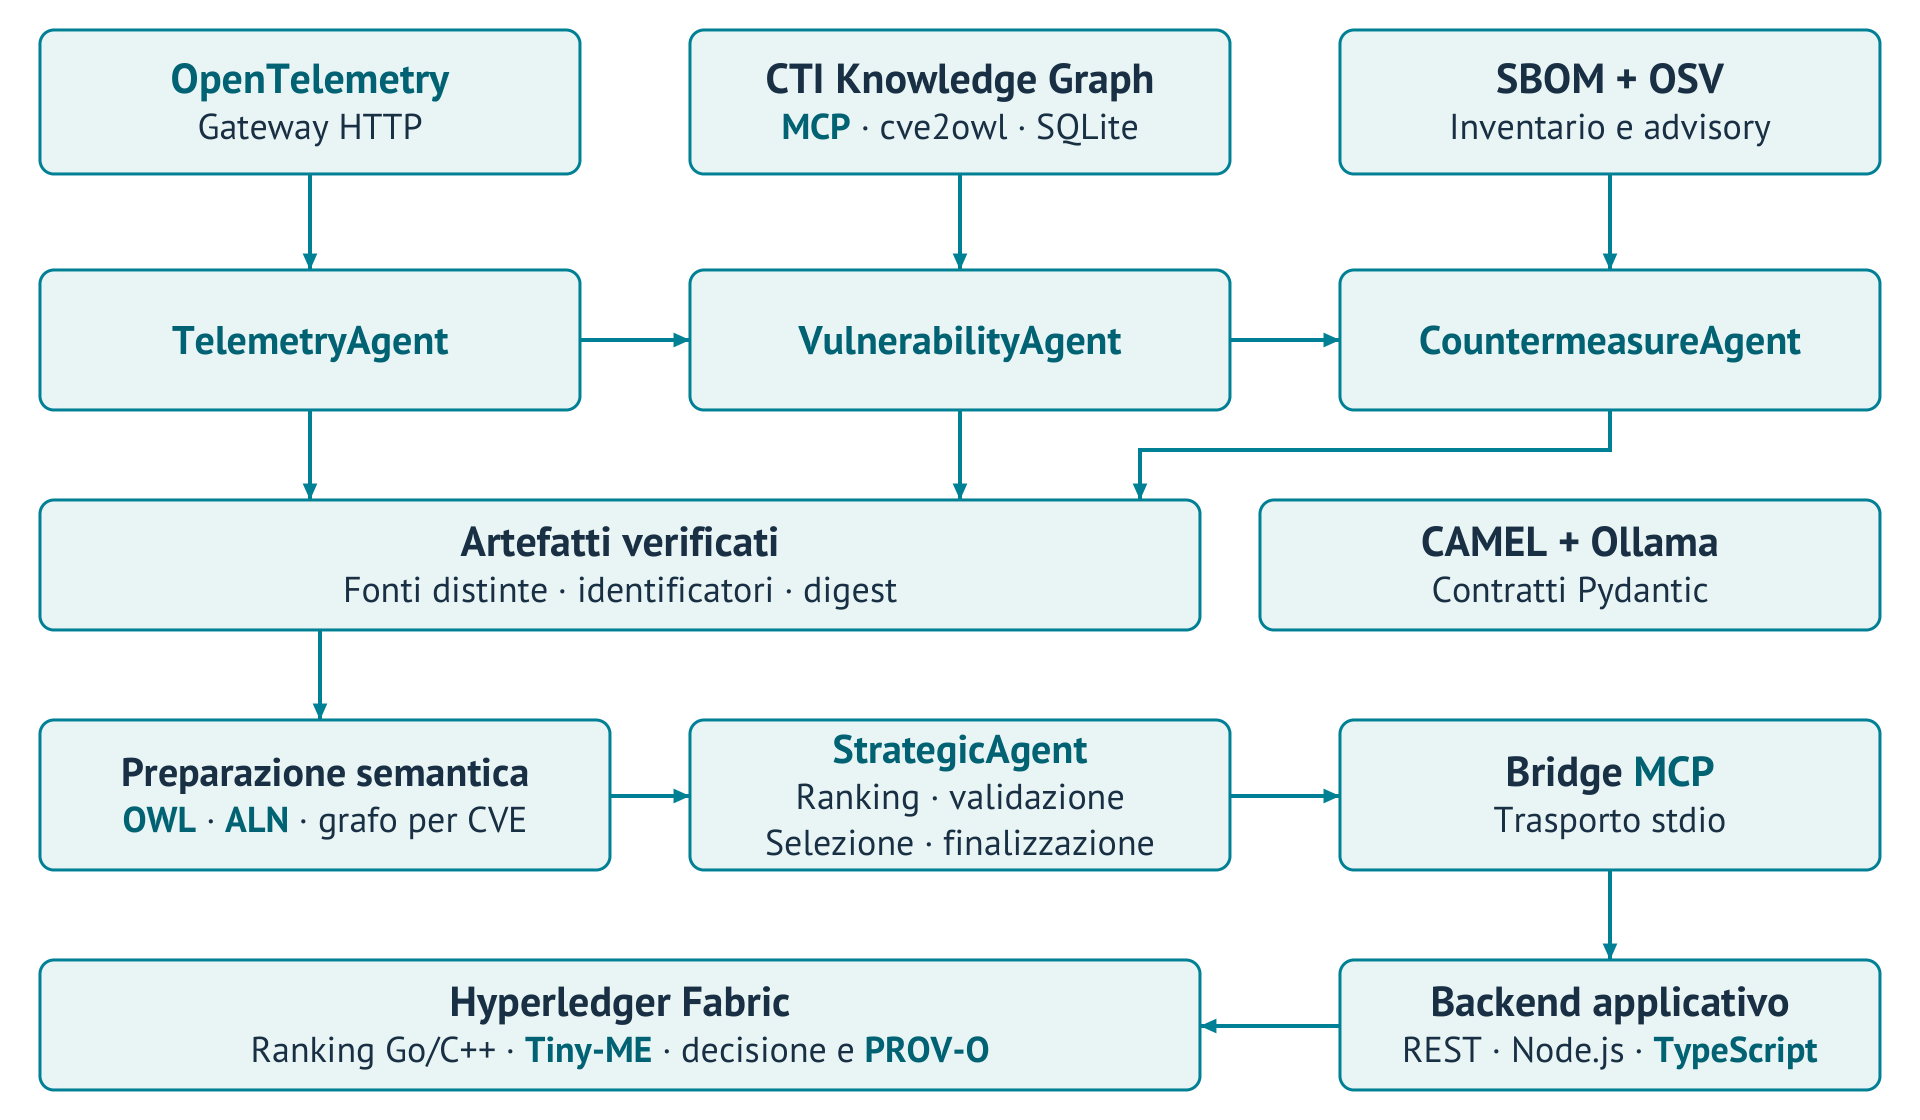 OpenTelemetry
Gateway HTTP
CTI Knowledge Graph
MCP · cve2owl · SQLite
SBOM + OSV
Inventario e advisory
TelemetryAgent
VulnerabilityAgent
CountermeasureAgent
Artefatti verificati
Fonti distinte · identificatori · digest
CAMEL + Ollama
Contratti Pydantic
Preparazione semantica
OWL · ALN · grafo per CVE
StrategicAgent
Ranking · validazione
Selezione · finalizzazione
Bridge MCP
Trasporto stdio
Hyperledger Fabric
Ranking Go/C++ · Tiny-ME · decisione e PROV-O
Backend applicativo
REST · Node.js · TypeScript